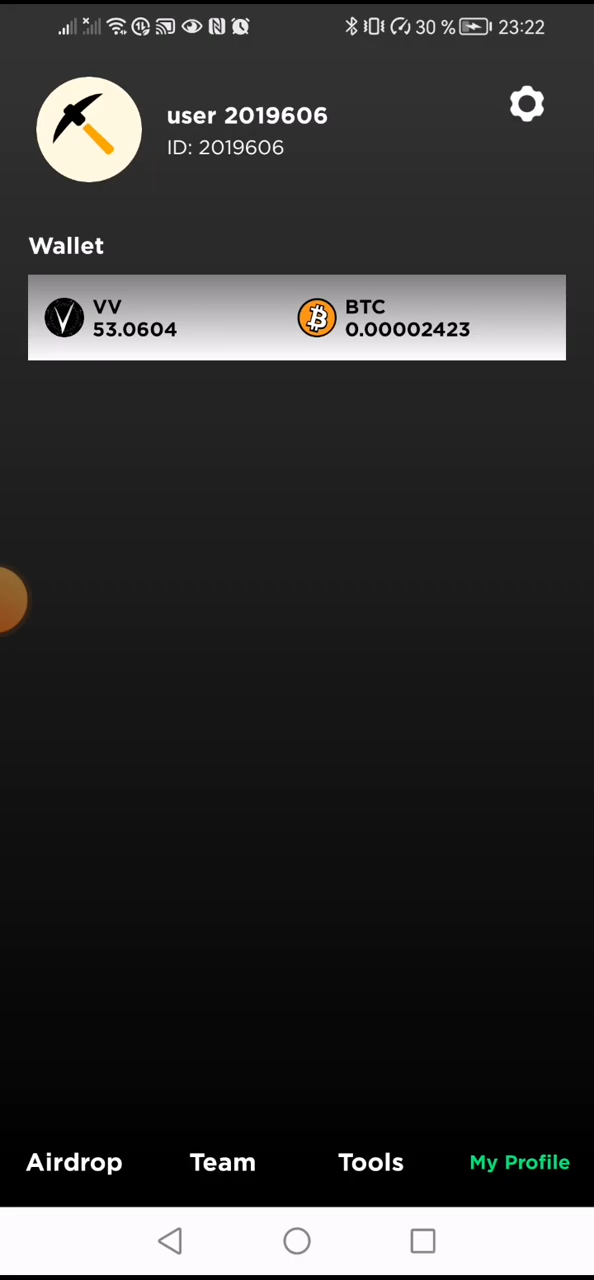 30 % 23:22
user 2019606
ID: 2019606
Wallet
VV
53.0604
BTC
0.00002423
Airdrop Team Tools My Profile